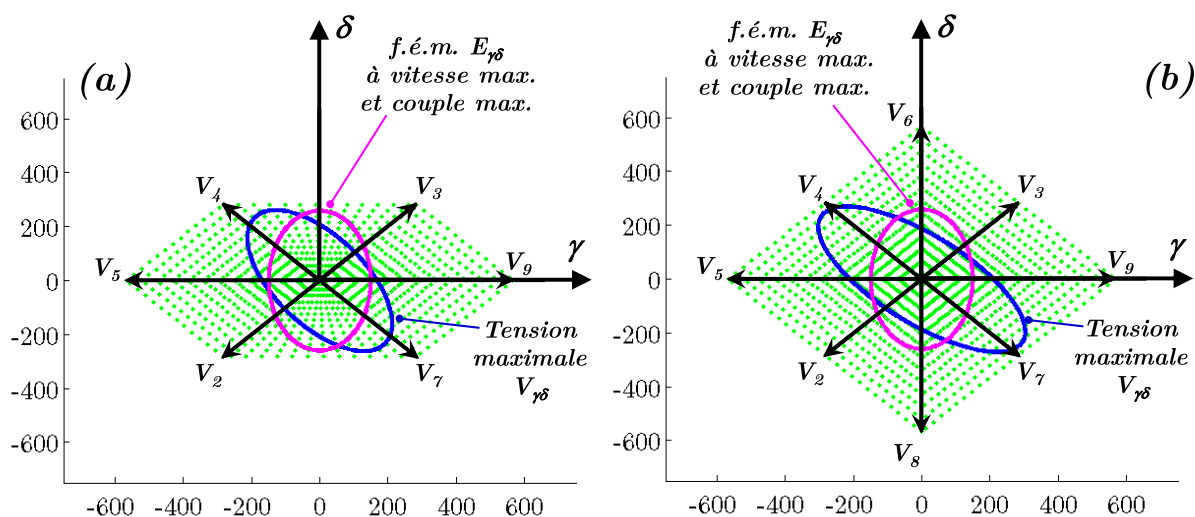 (a)
δ
f.é.m. Eγδ
à vitesse max.
et couple max.
600
400
200
0
-200
-400
-600
V4
V3
V5
V9
γ
V2
V7
Tension
maximale
Vγδ
-600 -400 -200 0 200 400 600
(b)
δ
f.é.m. Eγδ
à vitesse max.
et couple max.
600
400
200
0
-200
-400
-600
V6
V4
V3
V5
V9
γ
V2
V7
V8
Tension
maximale
Vγδ
-600 -400 -200 0 200 400 600